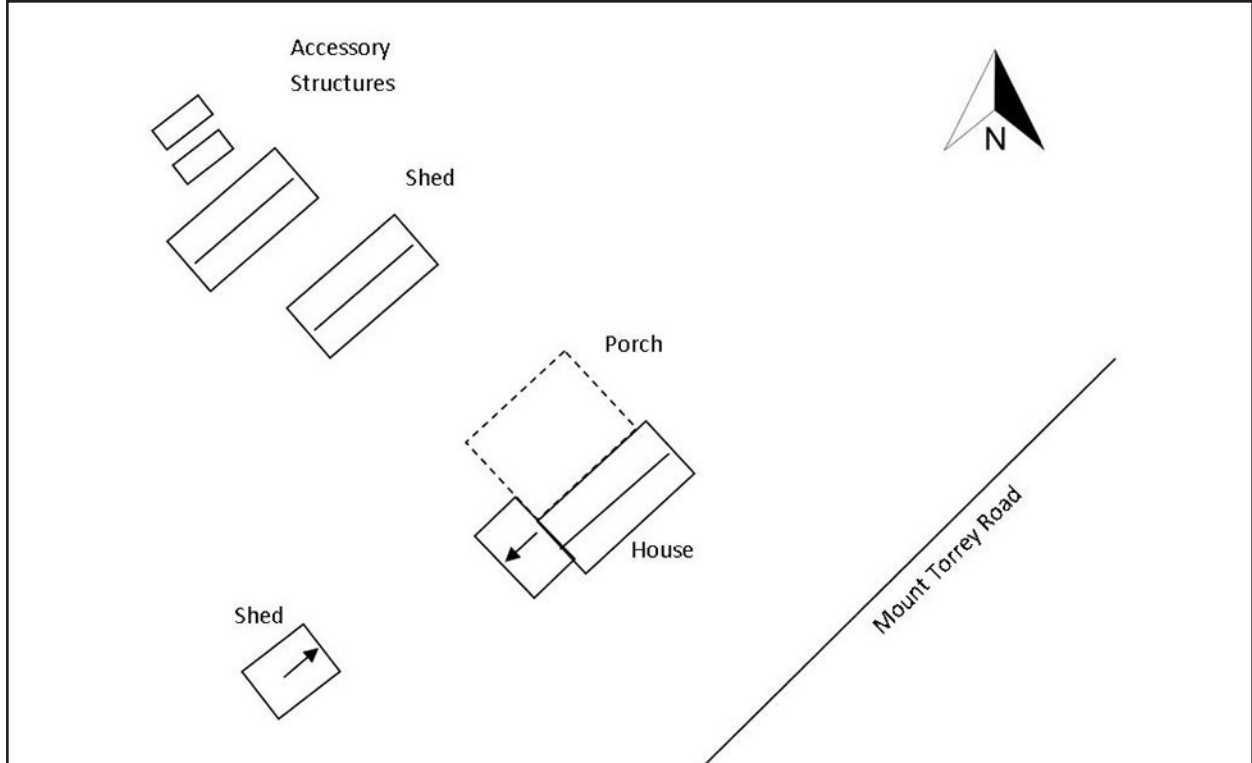 Accessory
Structures
N
Shed
Porch
House
Mount Torrey Road
Shed